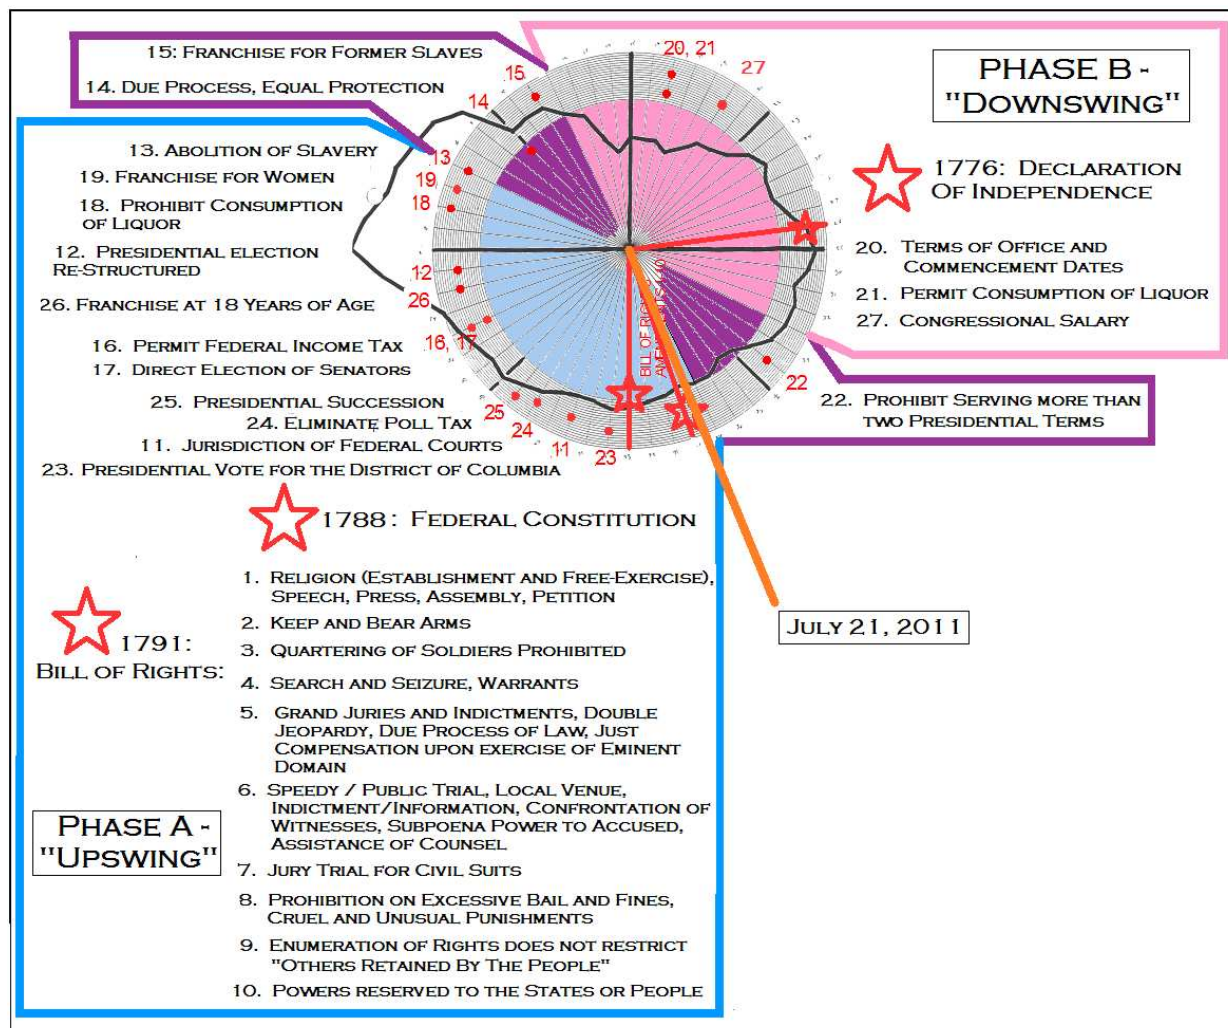 15: Franchise for Former Slaves
14. Due Process, Equal Protection
13. Abolition of Slavery
19. Franchise for Women
18. Prohibit Consumption
of Liquor
12. Presidential election
Re-Structured
26. Franchise at 18 Years of Age
16. Permit Federal Income Tax
17. Direct Election of Senators
25. Presidential Succession
24. Eliminate Poll Tax
11. Jurisdiction of Federal Courts
23. Presidential Vote for the District of Columbia
15
14
13
19
18
12
26
16, 17
25
24
11
23
20, 21
27
22
Bill of Rights
Phase B -
"Downswing"
1776: Declaration
Of Independence
20. Terms of Office and
Commencement Dates
21. Permit Consumption of Liquor
27. Congressional Salary
22. Prohibit Serving more than
two Presidential Terms
July 21, 2011
1788: Federal Constitution
1791:
Bill of Rights:
1. Religion (Establishment and Free-Exercise),
Speech, Press, Assembly, Petition
2. Keep and Bear Arms
3. Quartering of Soldiers Prohibited
4. Search and Seizure, Warrants
5. Grand Juries and Indictments, Double
Jeopardy, Due Process of Law, Just
Compensation upon exercise of Eminent
Domain
6. Speedy / Public Trial, Local Venue,
Indictment/Information, Confrontation of
Witnesses, Subpoena Power to Accused,
Assistance of Counsel
7. Jury Trial for Civil Suits
8. Prohibition on Excessive Bail and Fines,
Cruel and Unusual Punishments
9. Enumeration of Rights does not restrict
"Others Retained By The People"
10. Powers reserved to the States or People
Phase A -
"Upswing"